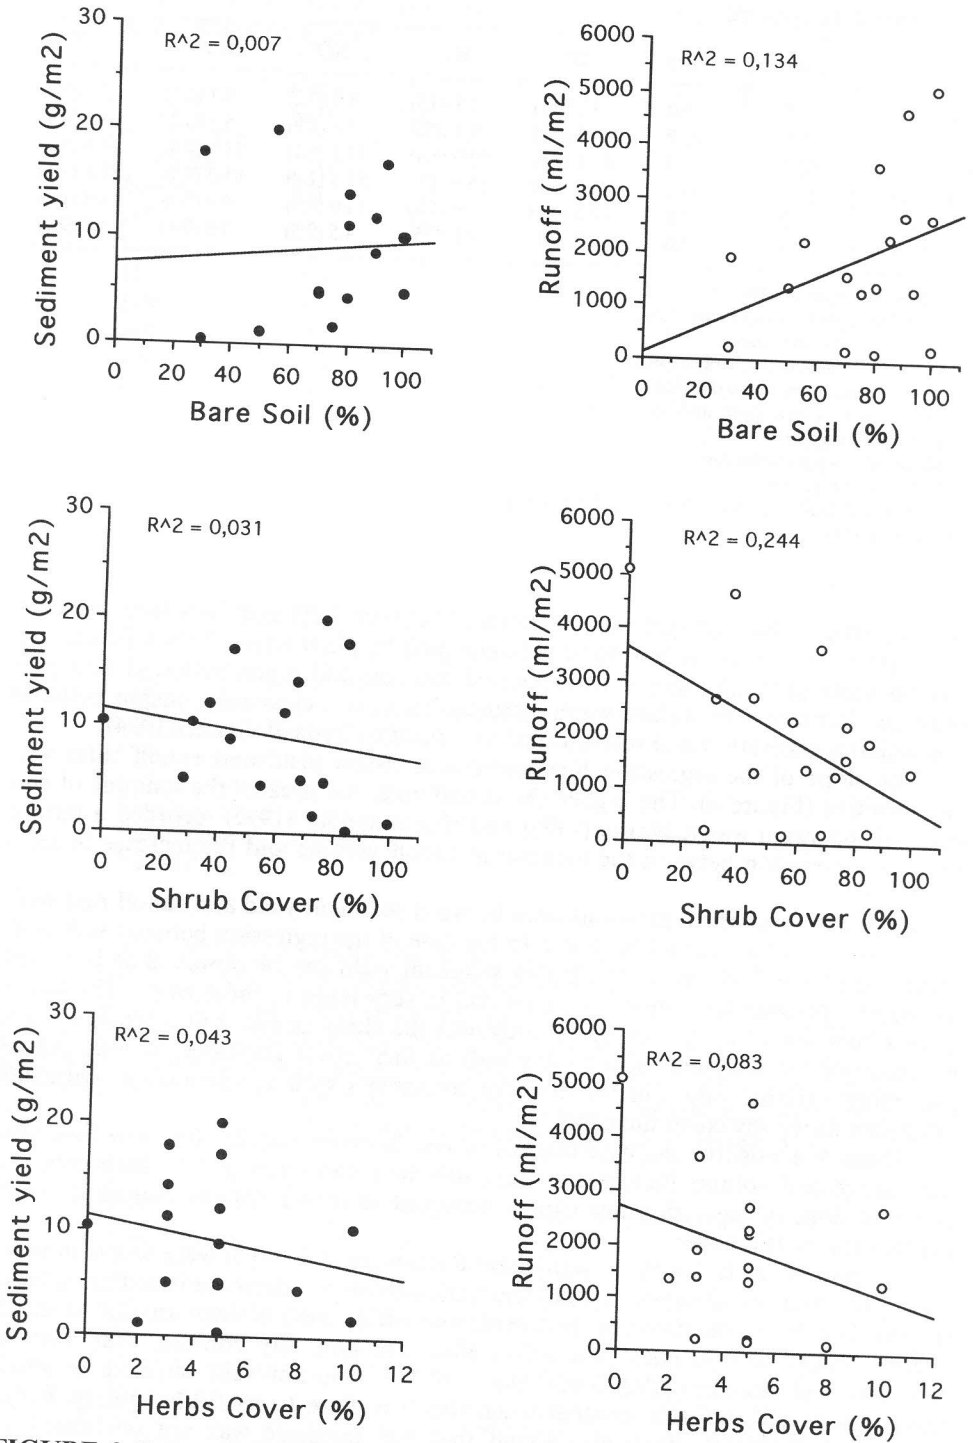 30
R^2 = 0,007
20
10
0
Sediment yield (g/m2)
0 20 40 60 80 100
Bare Soil (%)
6000
R^2 = 0,134
5000
4000
3000
2000
1000
0
Runoff (ml/m2)
0 20 40 60 80 100
Bare Soil (%)
30
R^2 = 0,031
20
10
0
Sediment yield (g/m2)
0 20 40 60 80 100
Shrub Cover (%)
6000
R^2 = 0,244
5000
4000
3000
2000
1000
0
Runoff (ml/m2)
0 20 40 60 80 100
Shrub Cover (%)
30
R^2 = 0,043
20
10
0
Sediment yield (g/m2)
0 2 4 6 8 10 12
Herbs Cover (%)
6000
R^2 = 0,083
5000
4000
3000
2000
1000
0
Runoff (ml/m2)
0 2 4 6 8 10 12
Herbs Cover (%)